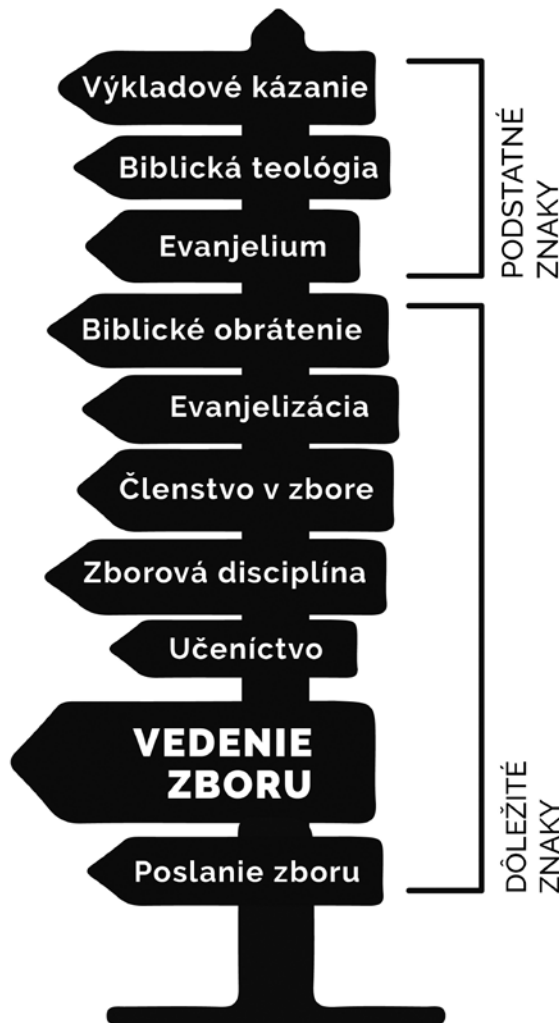 Výkladové kázanie
Biblická teológia
Evanjelium
PODSTATNÉ
ZNAKY
Biblické obrátenie
Evanjelizácia
Členstvo v zbore
Zborová disciplína
Učeníctvo
VEDENIE
ZBORU
Poslanie zboru
DÔLEŽITÉ
ZNAKY